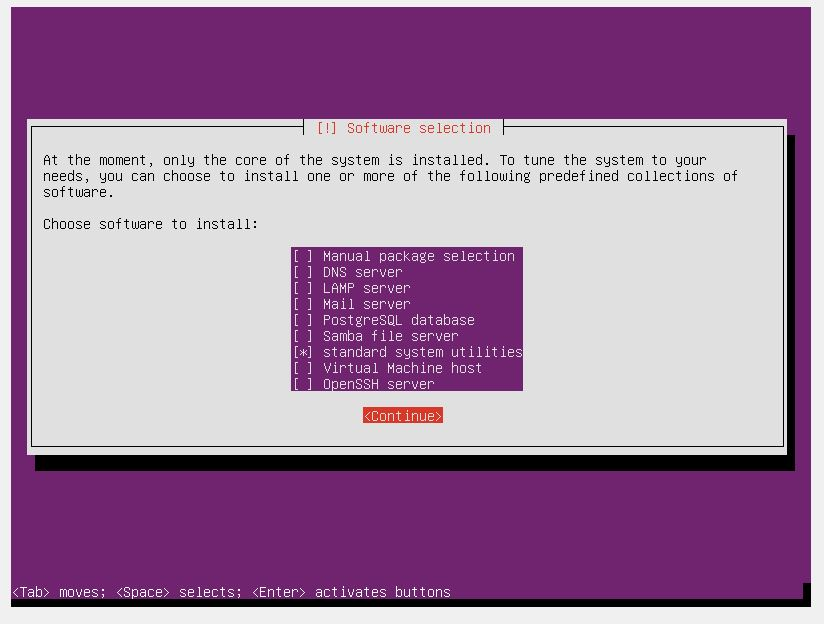 [!] Software selection
At the moment, only the core of the system is installed. To tune the system to your
needs, you can choose to install one or more of the following predefined collections of
software.
Choose software to install:
[ ] Manual package selection
[ ] DNS server
[ ] LAMP server
[ ] Mail server
[ ] PostgreSQL database
[ ] Samba file server
[*] standard system utilities
[ ] Virtual Machine host
[ ] OpenSSH server
<Continue>
<Tab> moves; <Space> selects; <Enter> activates buttons